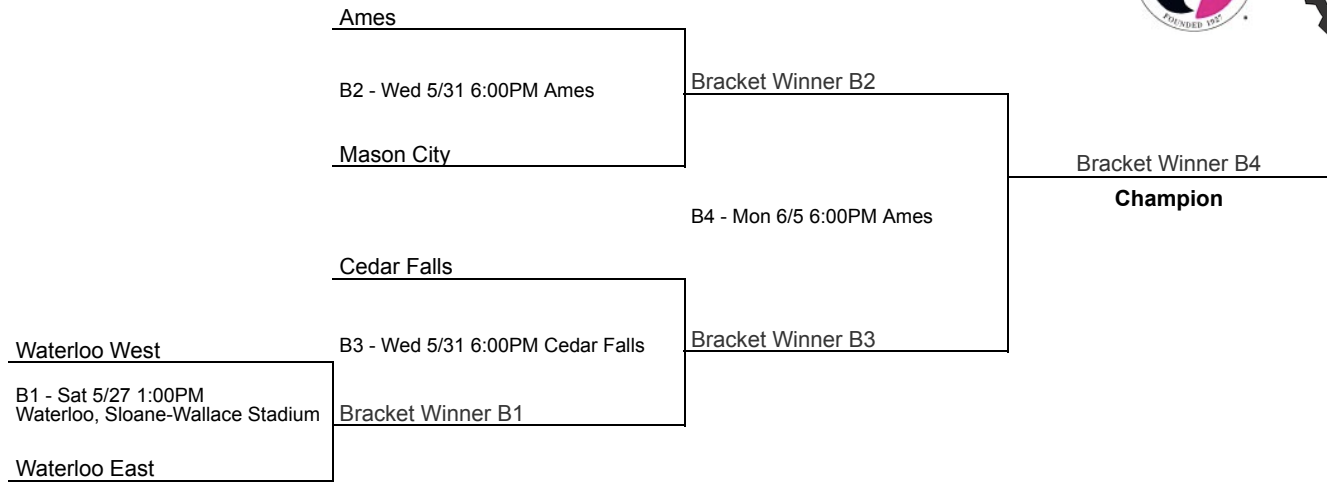 FOUNDED 1927
Ames
B2 - Wed 5/31 6:00PM Ames
Bracket Winner B2
Mason City
Bracket Winner B4
Champion
B4 - Mon 6/5 6:00PM Ames
Cedar Falls
B3 - Wed 5/31 6:00PM Cedar Falls
Bracket Winner B3
Waterloo West
B1 - Sat 5/27 1:00PM
Waterloo, Sloane-Wallace Stadium
Bracket Winner B1
Waterloo East